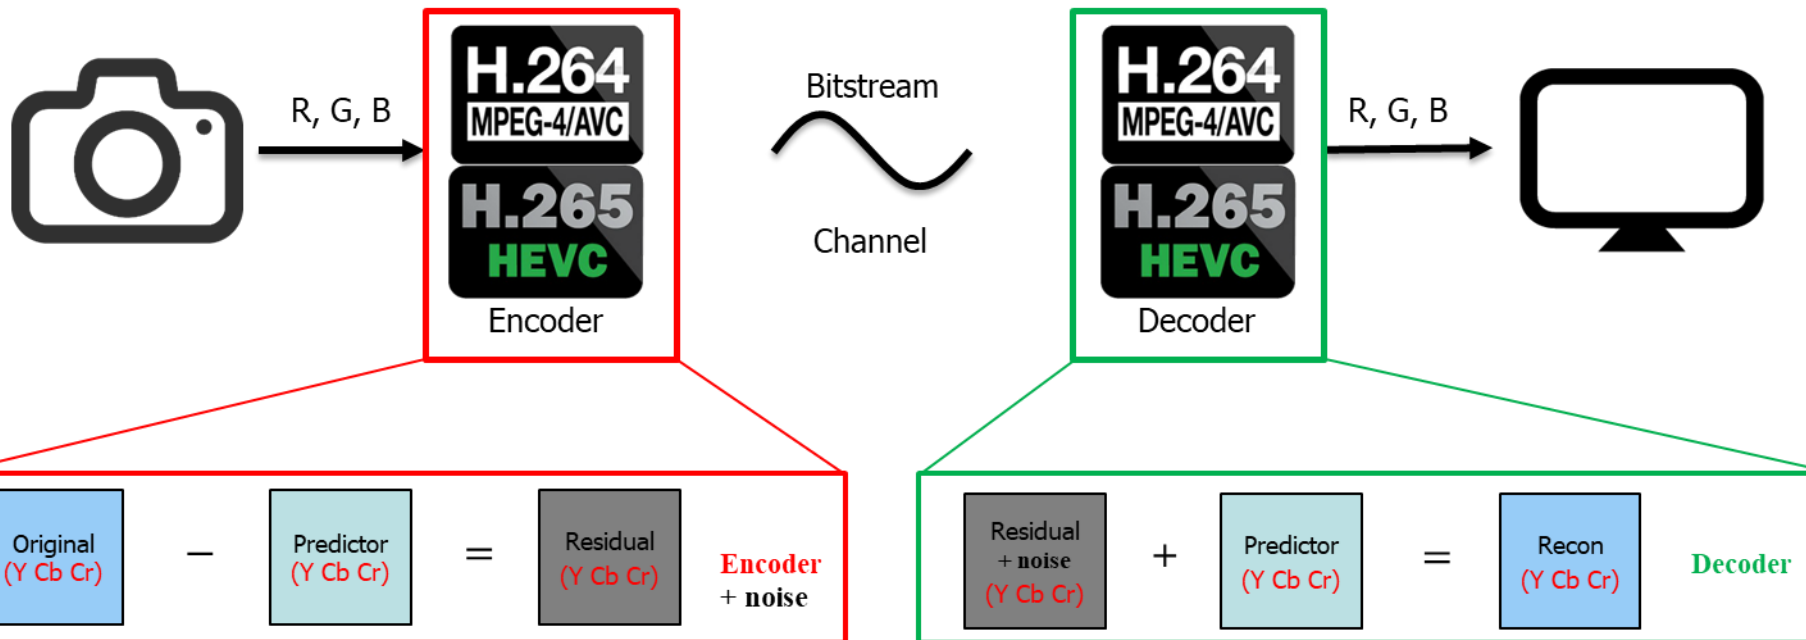 R, G, B
H.264
MPEG-4/AVC
H.265
HEVC
Encoder
Bitstream
Channel
H.264
MPEG-4/AVC
H.265
HEVC
Decoder
R, G, B
Original
(Y Cb Cr)
−
Predictor
(Y Cb Cr)
=
Residual
(Y Cb Cr)
Encoder
+ noise
Residual
+ noise
(Y Cb Cr)
+
Predictor
(Y Cb Cr)
=
Recon
(Y Cb Cr)
Decoder